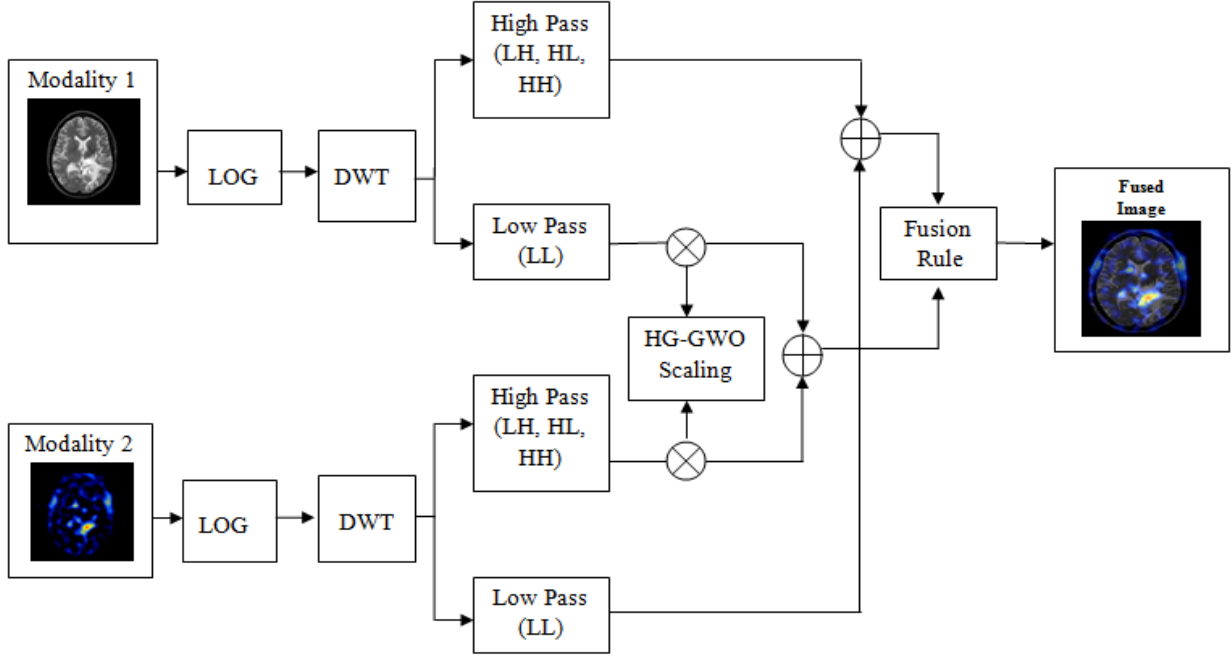 Modality 1
LOG
DWT
High Pass
(LH, HL,
HH)
Low Pass
(LL)
HG-GWO
Scaling
Fusion
Rule
Fused
Image
Modality 2
LOG
DWT
High Pass
(LH, HL,
HH)
Low Pass
(LL)